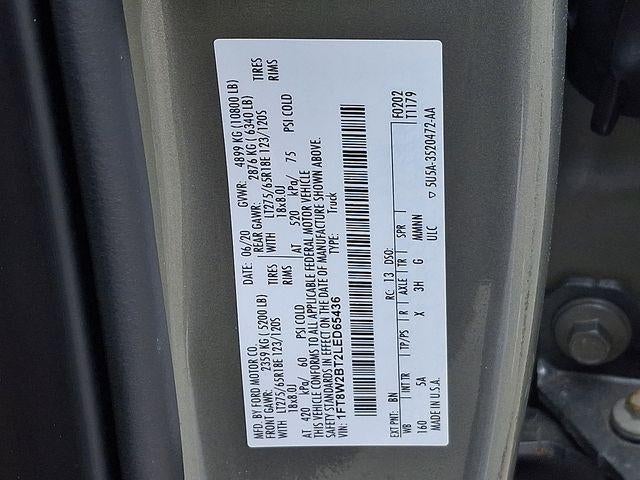 MFD. BY FORD MOTOR CO.
DATE: 06/20 GVWR: 4899 KG (10800 LB)
FRONT GAWR: 2359 KG (5200 LB)
REAR GAWR: 2876 KG (6340 LB)
WITH LT275/65R18E 123/120S TIRES
WITH LT275/65R18E 123/120S TIRES
18x8.0J RIMS
18x8.0J RIMS
AT 420 kPa/ 60 PSI COLD
AT 520 kPa/ 75 PSI COLD
THIS VEHICLE CONFORMS TO ALL APPLICABLE FEDERAL MOTOR VEHICLE
SAFETY STANDARDS IN EFFECT ON THE DATE OF MANUFACTURE SHOWN ABOVE.
VIN: 1FT8W2BT2LED65436 TYPE: Truck
F0202
T1179
EXT PNT: BN RC: 13 DSO:
WB INT TR TP/PS R AXLE TR SPR
160 5A X 3H G MMMNN
MADE IN U.S.A. ULC ▽ 5U5A-3520472-AA